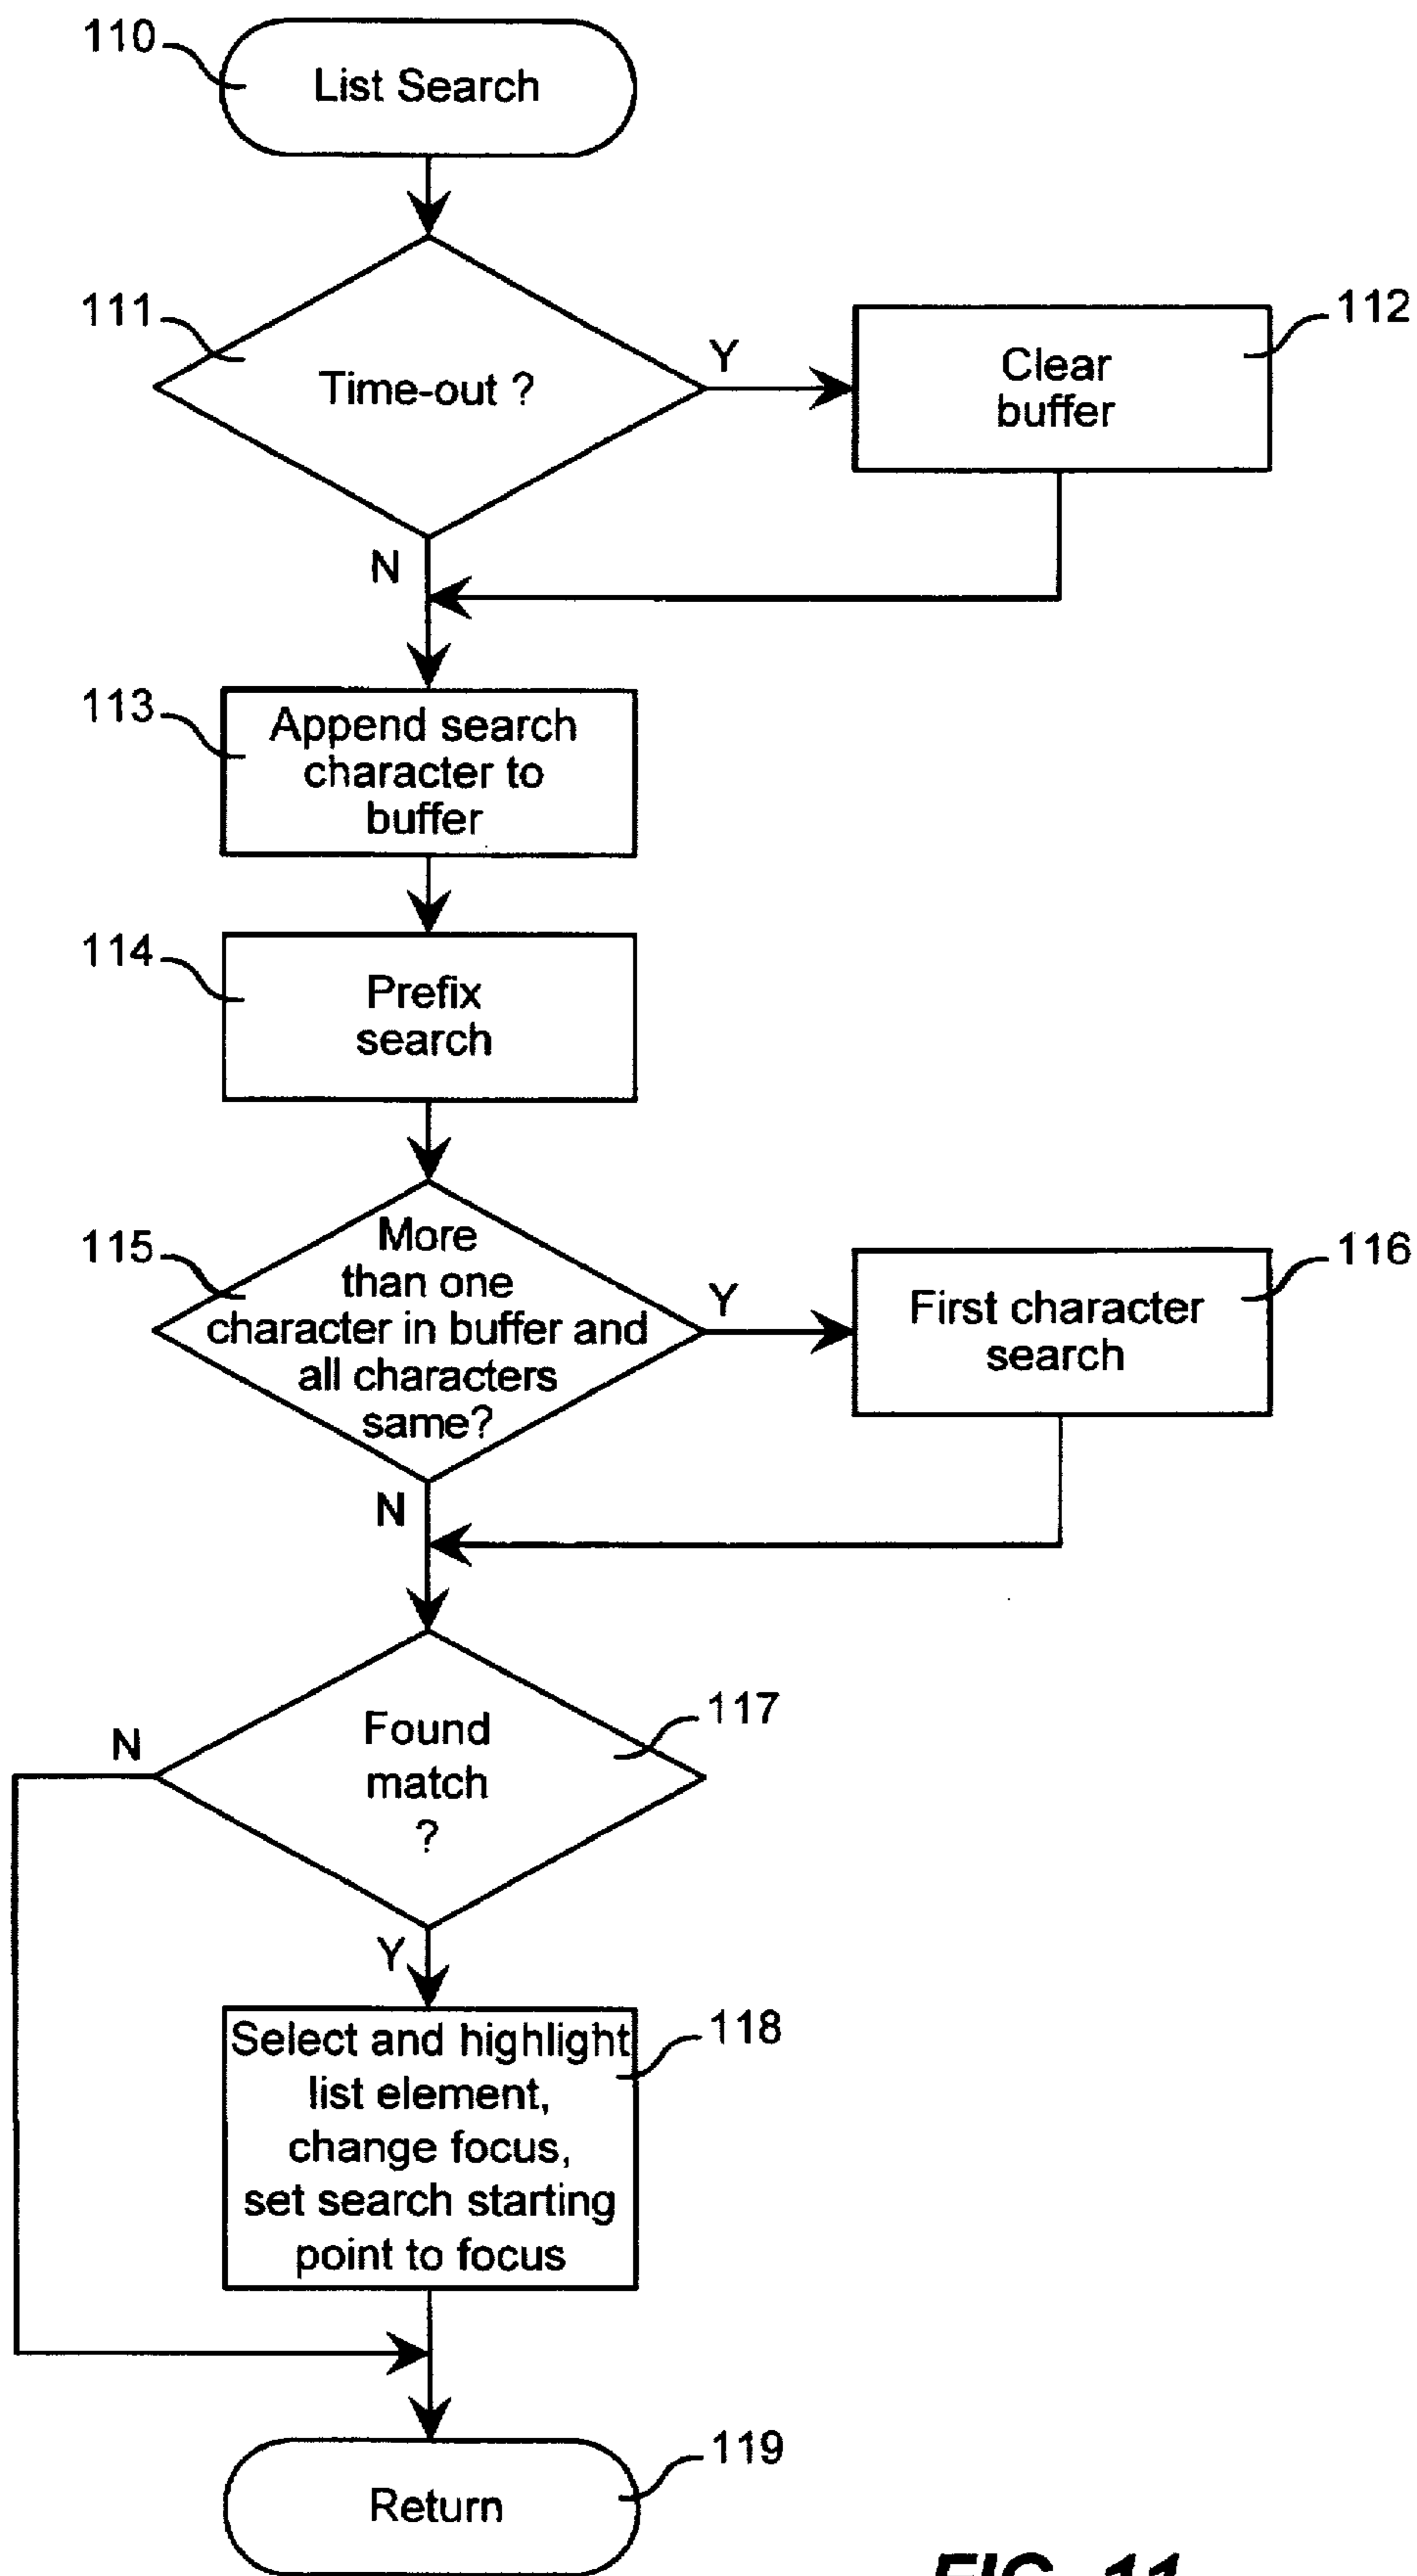 110
List Search
111
Time-out ?
Y
112
Clear
buffer
N
113
Append search
character to
buffer
114
Prefix
search
115
More
than one
character in buffer and
all characters
same?
Y
116
First character
search
N
117
Found
match
?
N
Y
118
Select and highlight
list element,
change focus,
set search starting
point to focus
119
Return
FIG. 11